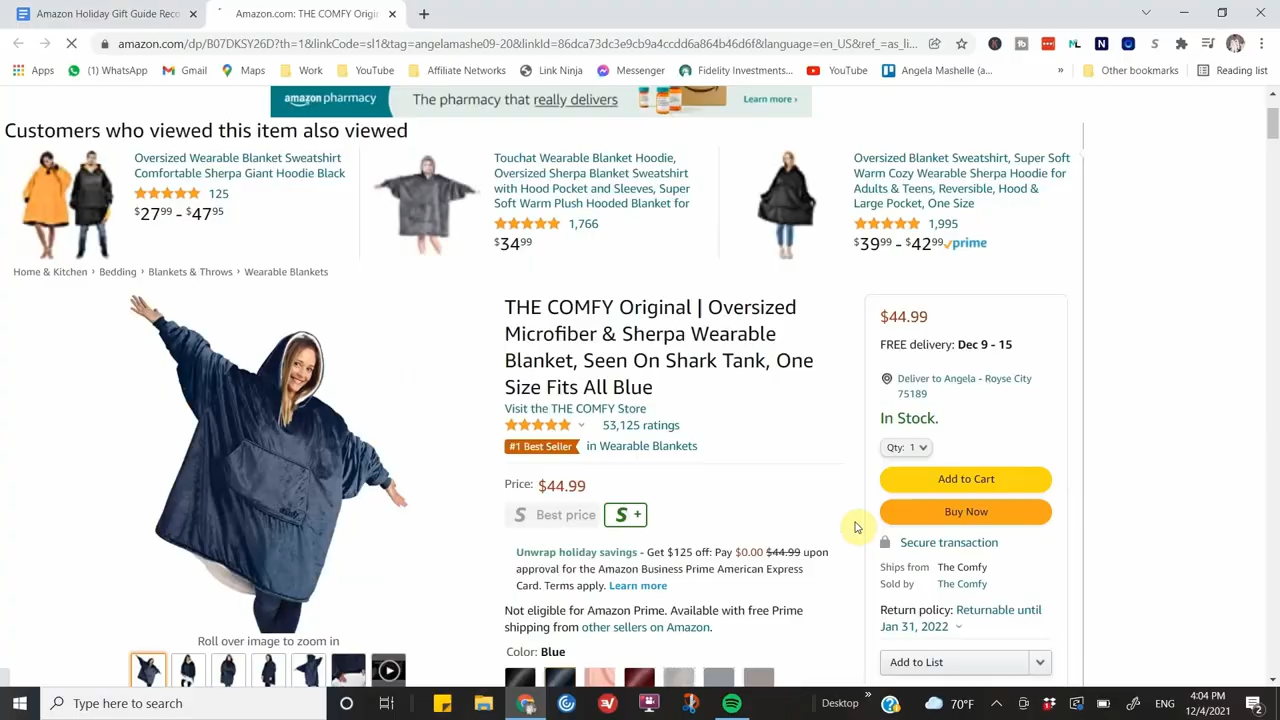 Amazon Holiday Gift Guide Reco
Amazon.com: THE COMFY Origin
amazon.com/dp/B07DKSY26D?th=1&linkCode=sl1&tag=angelamashe09-20&linkId=86dca73dc3e9cb9a4ccdd6a864b46d6f&language=en_US&ref_=as_li...
Apps
(1) WhatsApp
Gmail
Maps
Work
YouTube
Affiliate Networks
Link Ninja
Messenger
Fidelity Investments...
YouTube
Angela Mashelle (a...
»
Other bookmarks
Reading list
amazon pharmacy
The pharmacy that really delivers
Learn more ›
Customers who viewed this item also viewed
Oversized Wearable Blanket Sweatshirt
Comfortable Sherpa Giant Hoodie Black
125
$27.99 - $47.95
Touchat Wearable Blanket Hoodie,
Oversized Sherpa Blanket Sweatshirt
with Hood Pocket and Sleeves, Super
Soft Warm Plush Hooded Blanket for
1,766
$34.99
Oversized Blanket Sweatshirt, Super Soft
Warm Cozy Wearable Sherpa Hoodie for
Adults & Teens, Reversible, Hood &
Large Pocket, One Size
1,995
$39.99 - $42.99 prime
Home & Kitchen › Bedding › Blankets & Throws › Wearable Blankets
THE COMFY Original | Oversized
Microfiber & Sherpa Wearable
Blanket, Seen On Shark Tank, One
Size Fits All Blue
Visit the THE COMFY Store
53,125 ratings
#1 Best Seller in Wearable Blankets
Price: $44.99
S Best price
S +
Unwrap holiday savings - Get $125 off: Pay $0.00 $44.99 upon
approval for the Amazon Business Prime American Express
Card. Terms apply. Learn more
Not eligible for Amazon Prime. Available with free Prime
shipping from other sellers on Amazon.
Color: Blue
Roll over image to zoom in
$44.99
FREE delivery: Dec 9 - 15
Deliver to Angela - Royse City
75189
In Stock.
Qty: 1
Add to Cart
Buy Now
Secure transaction
Ships from The Comfy
Sold by The Comfy
Return policy: Returnable until
Jan 31, 2022
Add to List
Type here to search
Desktop
»
70°F
ENG
4:04 PM
12/4/2021
2